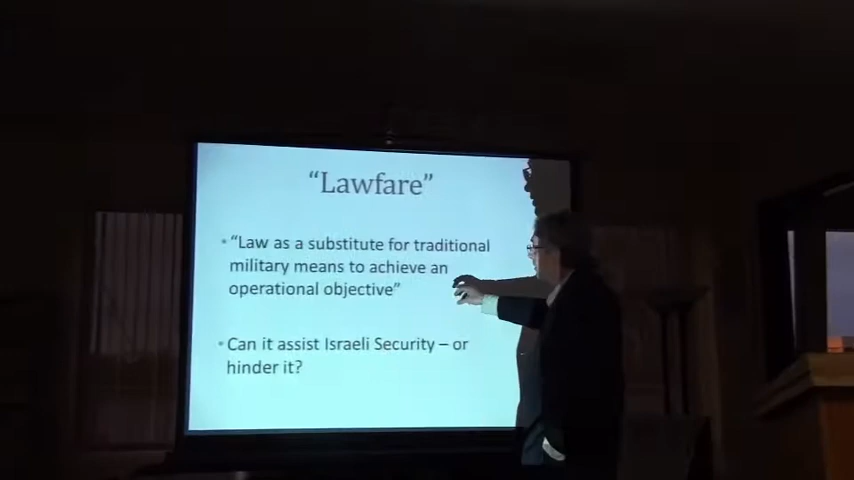 “Lawfare”
• “Law as a substitute for traditional
military means to achieve an
operational objective”
• Can it assist Israeli Security – or
hinder it?